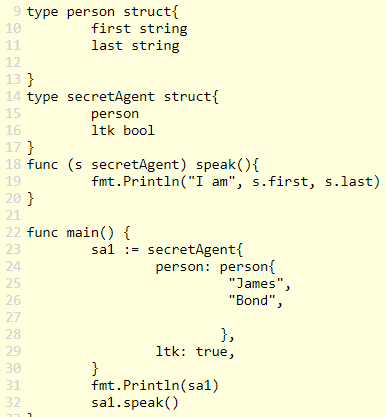 9 type person struct{
10 first string
11 last string
12
13 }
14 type secretAgent struct{
15 person
16 ltk bool
17 }
18 func (s secretAgent) speak(){
19 fmt.Println("I am", s.first, s.last)
20 }
21
22 func main() {
23 sa1 := secretAgent{
24 person: person{
25 "James",
26 "Bond",
27
28 },
29 ltk: true,
30 }
31 fmt.Println(sa1)
32 sa1.speak()